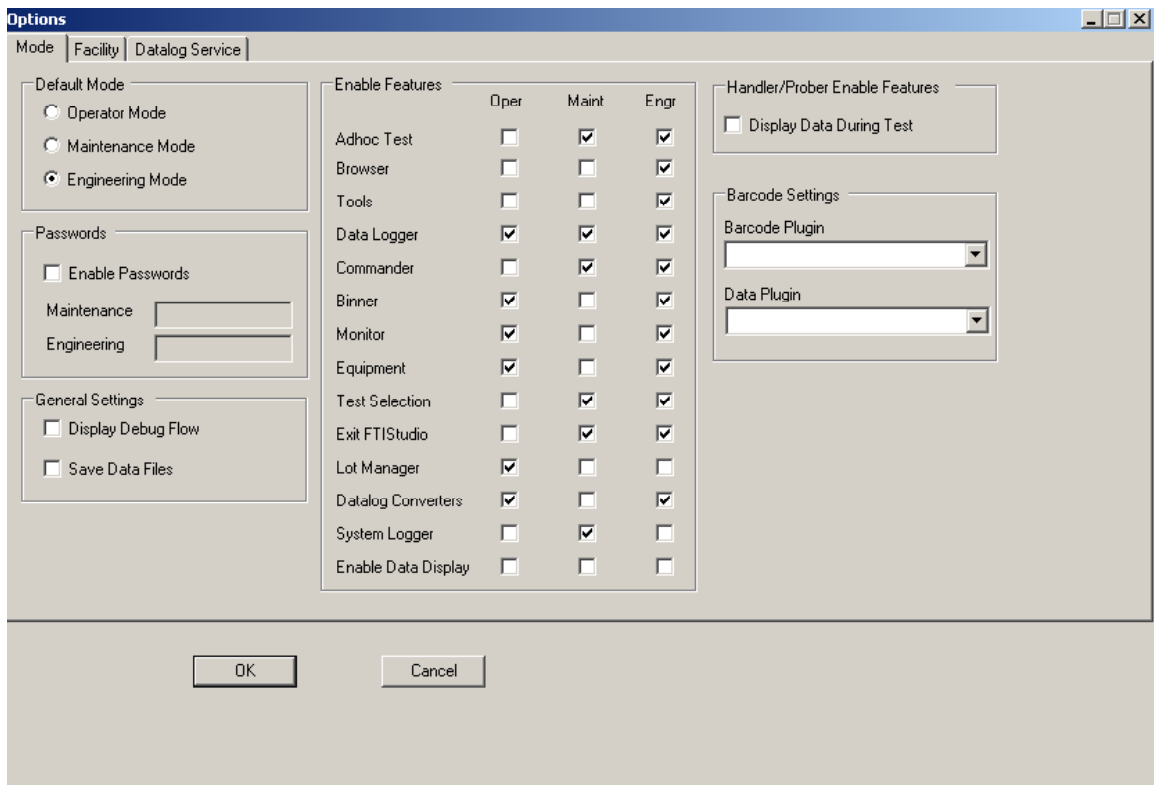 Options
Mode Facility Datalog Service
Default Mode
Operator Mode
Maintenance Mode
Engineering Mode
Passwords
Enable Passwords
Maintenance
Engineering
General Settings
Display Debug Flow
Save Data Files
Enable Features
Oper Maint Engr
Adhoc Test
Browser
Tools
Data Logger
Commander
Binner
Monitor
Equipment
Test Selection
Exit FTIStudio
Lot Manager
Datalog Converters
System Logger
Enable Data Display
Handler/Prober Enable Features
Display Data During Test
Barcode Settings
Barcode Plugin
Data Plugin
OK Cancel